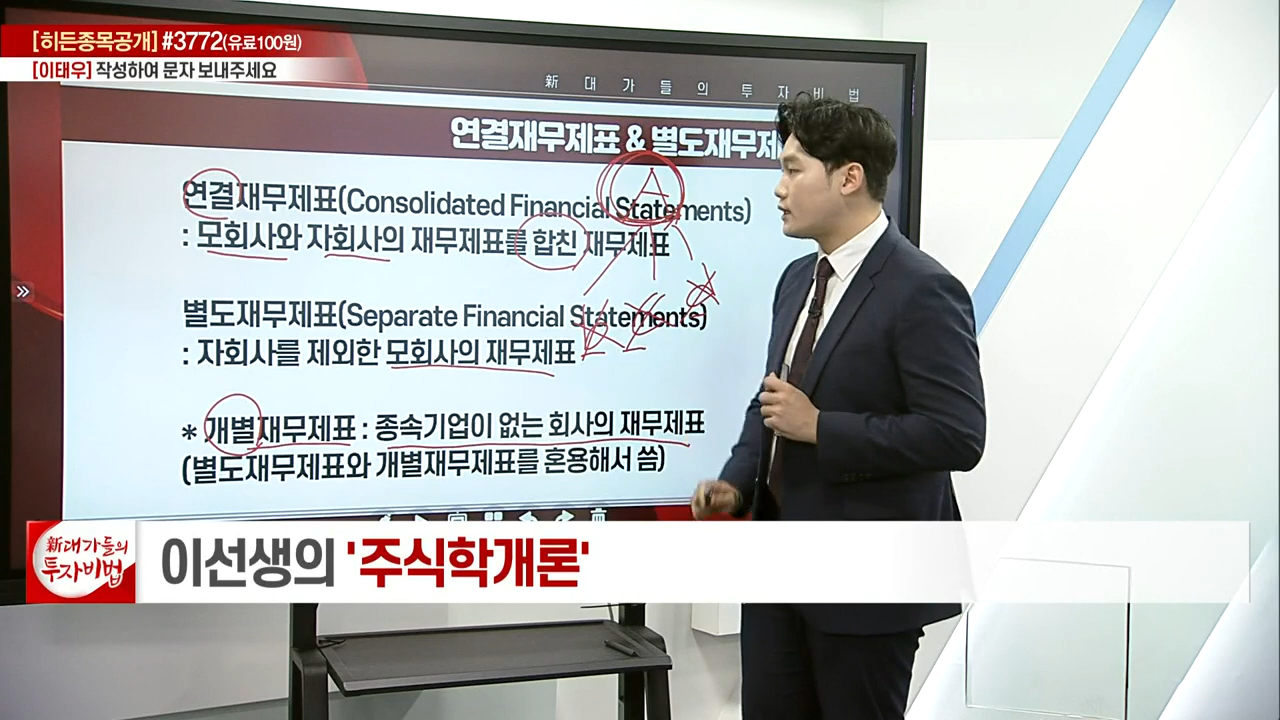 [히든종목공개] #3772(유료100원)
[이태우] 작성하여 문자 보내주세요
新 대 가 들 의 투 자 비 법
연결재무제표 & 별도재무제
연결재무제표(Consolidated Financial Statements)
: 모회사와 자회사의 재무제표를 합친 재무제표
A
별도재무제표(Separate Financial Statements)
: 자회사를 제외한 모회사의 재무제표
* 개별재무제표 : 종속기업이 없는 회사의 재무제표
(별도재무제표와 개별재무제표를 혼용해서 씀)
新대가들의
투자비법
이선생의 '주식학개론'